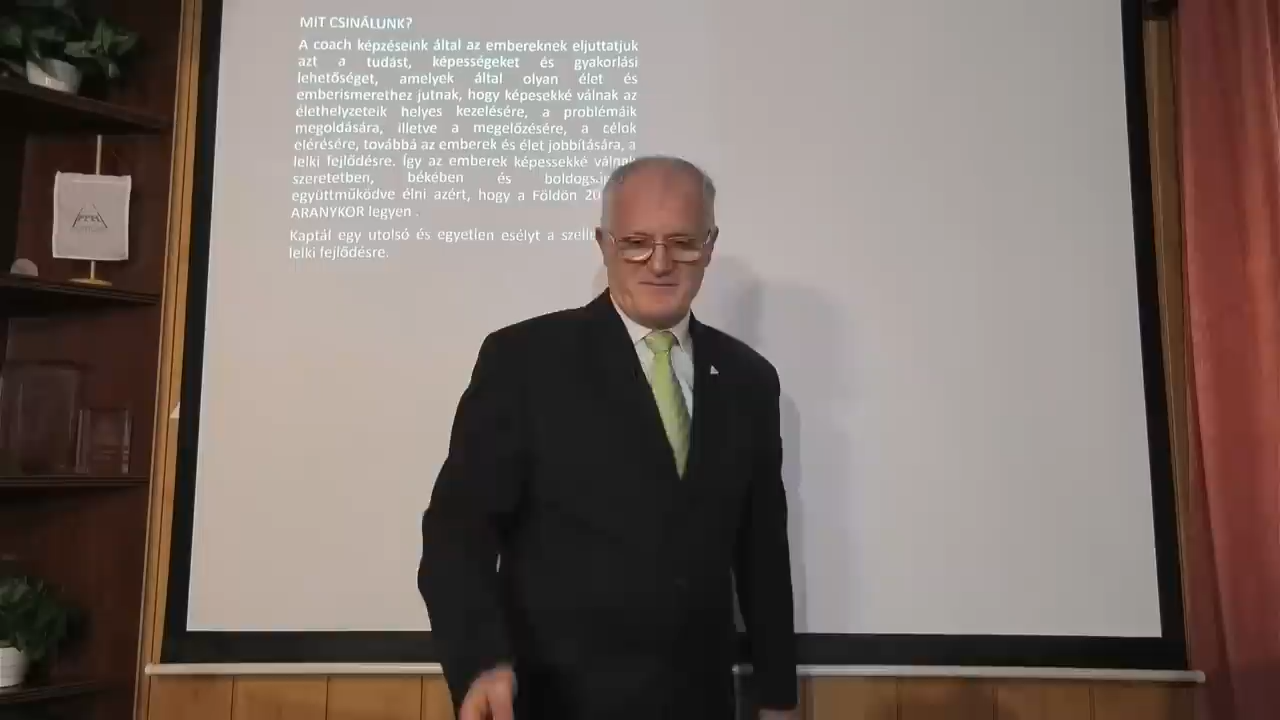 MIT CSINÁLUNK?
A coach képzéseink által az embereknek eljuttatjuk
azt a tudást, képességeket és gyakorlási
lehetőséget, amelyek által olyan élet és
emberismerethez jutnak, hogy képesekké válnak az
élethelyzeteik helyes kezelésére, a problémáik
megoldására, illetve a megelőzésére, a célok
elérésére, továbbá az emberek és élet jobbítására, a
lelki fejlődésre. Így az emberek képessekké válnak
szeretetben, békében és
együttműködve élni azért, hogy a Földön
ARANYKOR legyen .
Kaptál egy utolsó és egyetlen esélyt a
lelki fejlődésre.